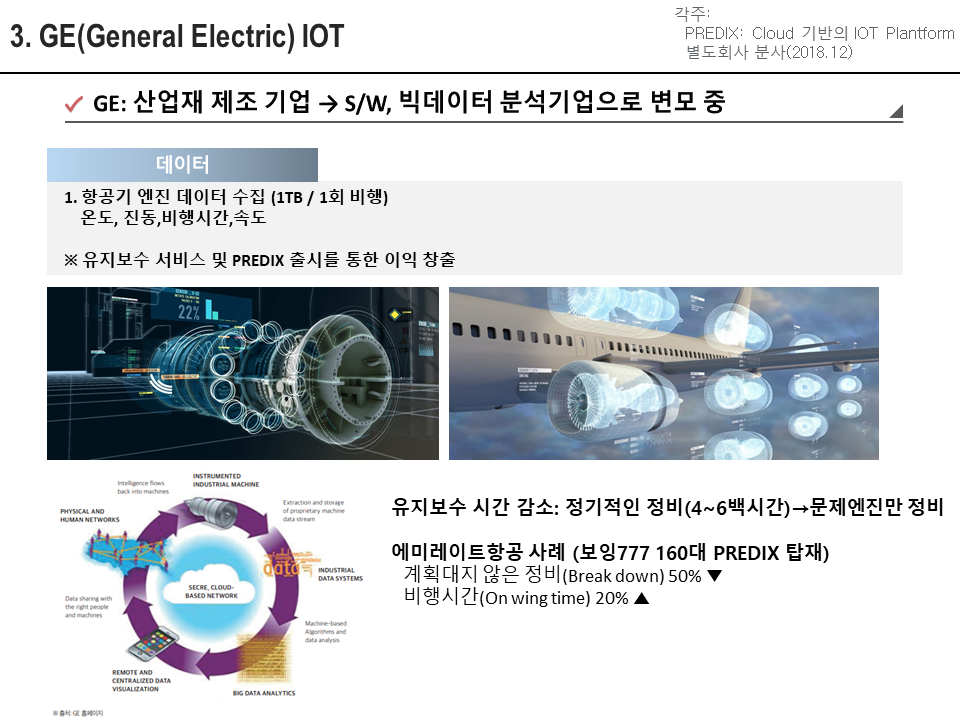 3. GE(General Electric) IOT
각주:
PREDIX: Cloud 기반의 IOT Plantform
별도회사 분사(2018.12)
GE: 산업재 제조 기업 → S/W, 빅데이터 분석기업으로 변모 중
데이터
1. 항공기 엔진 데이터 수집 (1TB / 1회 비행)
온도, 진동,비행시간,속도
※ 유지보수 서비스 및 PREDIX 출시를 통한 이익 창출
22%
INSTRUMENTED
INDUSTRIAL MACHINE
Intelligence flows
back into machines
Extraction and storage
of proprietary machine
data stream
PHYSICAL AND
HUMAN NETWORKS
data
INDUSTRIAL
DATA SYSTEMS
SECRE, CLOUD-
BASED NETWORK
Data sharing with
the right people
and machines
Machine-based
Algorithms and
data analysis
REMOTE AND
CENTRALIZED DATA
VISUALIZATION
BIG DATA ANALYTICS
※ 출처: GE 홈페이지
유지보수 시간 감소: 정기적인 정비(4~6백시간)→문제엔진만 정비
에미레이트항공 사례 (보잉777 160대 PREDIX 탑재)
계획대지 않은 정비(Break down) 50% ▼
비행시간(On wing time) 20% ▲